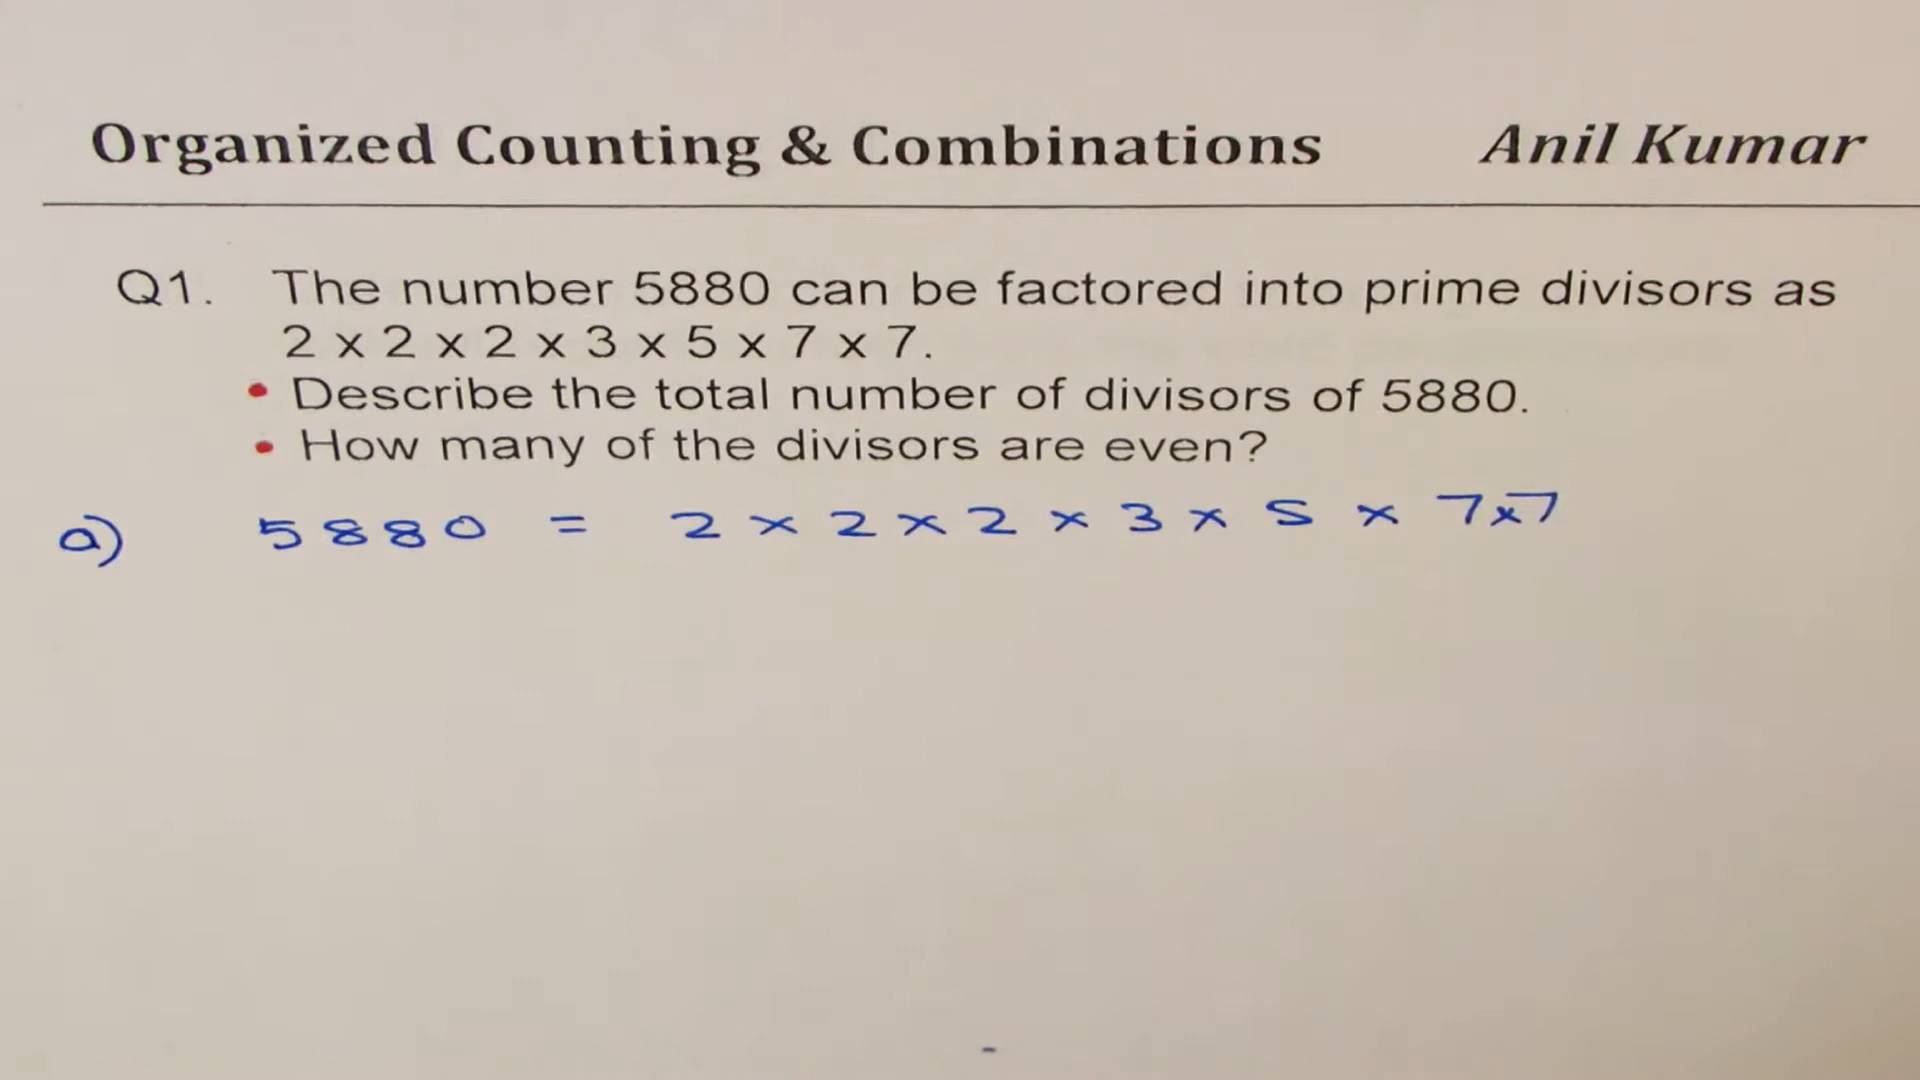 Organized Counting & Combinations Anil Kumar
Q1. The number 5880 can be factored into prime divisors as
2 x 2 x 2 x 3 x 5 x 7 x 7.
• Describe the total number of divisors of 5880.
• How many of the divisors are even?
a) 5880 = 2 × 2 × 2 × 3 × 5 × 7×7